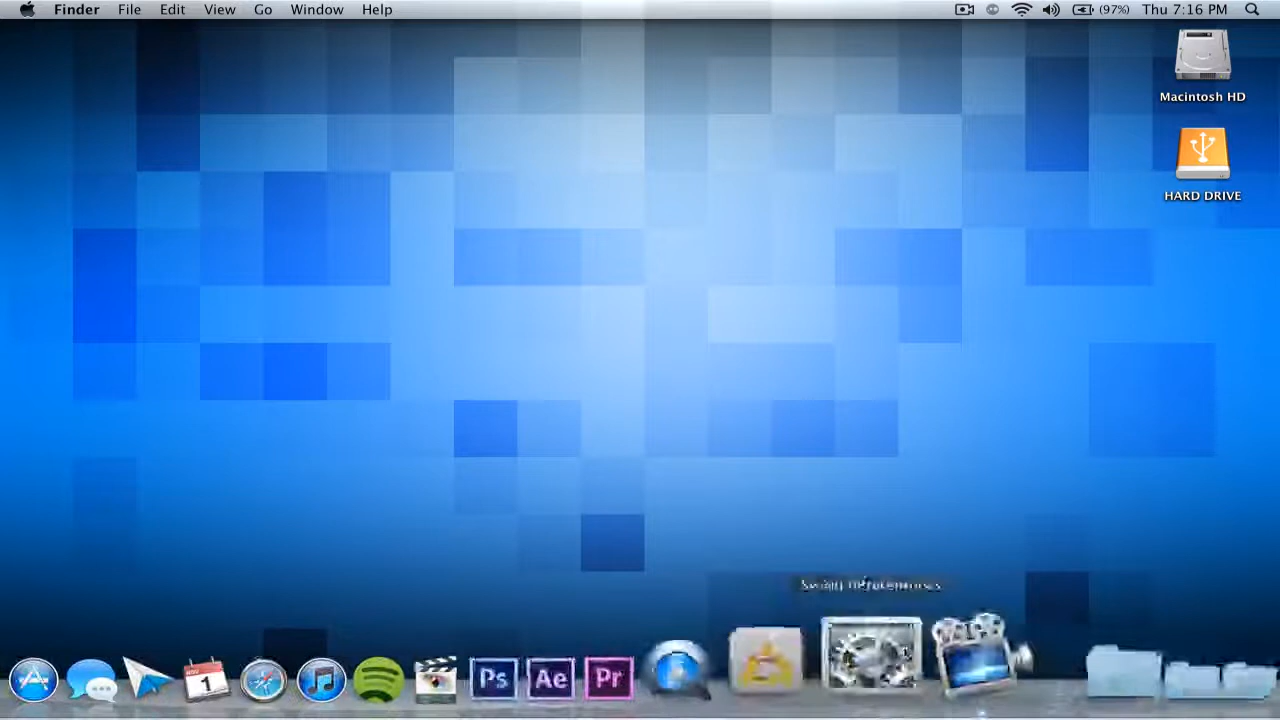 Finder File Edit View Go Window Help (97%) Thu 7:16 PM
Macintosh HD
HARD DRIVE
1 Ps Ae Pr